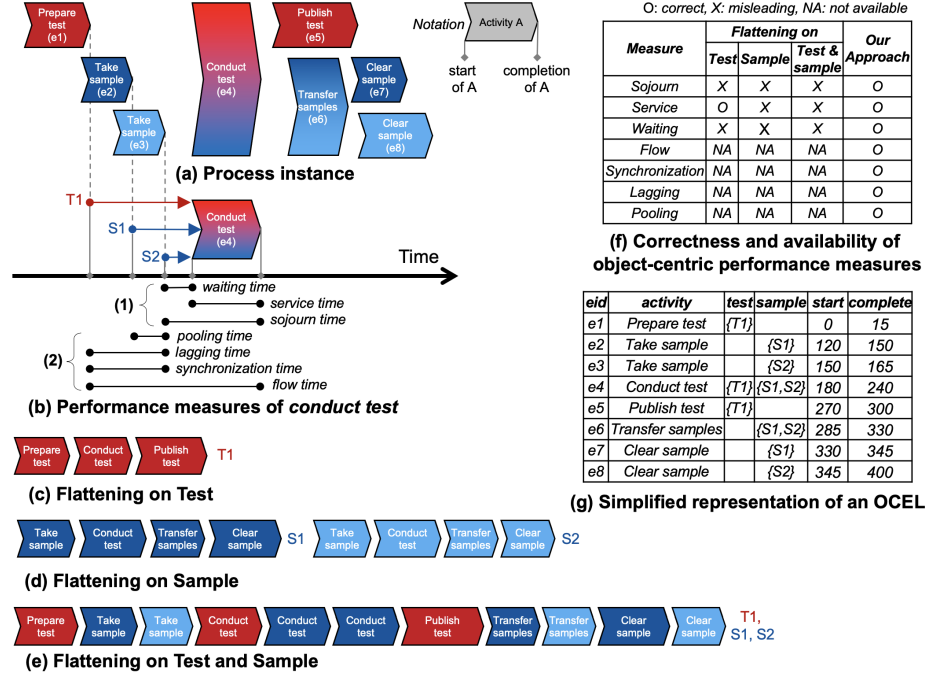 Prepare
test
(e1)
Take
sample
(e2)
Take
sample
(e3)
Conduct
test
(e4)
Publish
test
(e5)
Transfer
samples
(e6)
Clear
sample
(e7)
Clear
sample
(e8)
Notation
Activity A
start
of A
completion
of A
(a) Process instance
T1
S1
S2
Conduct
test
(e4)
Time
(1)
waiting time
service time
sojourn time
(2)
pooling time
lagging time
synchronization time
flow time
(b) Performance measures of conduct test
Prepare
test
Conduct
test
Publish
test
T1
(c) Flattening on Test
Take
sample
Conduct
test
Transfer
samples
Clear
sample
S1
Take
sample
Conduct
test
Transfer
samples
Clear
sample
S2
(d) Flattening on Sample
Prepare
test
Take
sample
Take
sample
Conduct
test
Conduct
test
Conduct
test
Publish
test
Transfer
samples
Transfer
samples
Clear
sample
Clear
sample
T1,
S1, S2
(e) Flattening on Test and Sample
O: correct, X: misleading, NA: not available
Measure Flattening on Our Approach
Test Sample Test & sample
Sojourn X X X O
Service O X X O
Waiting X X X O
Flow NA NA NA O
Synchronization NA NA NA O
Lagging NA NA NA O
Pooling NA NA NA O
(f) Correctness and availability of
object-centric performance measures
eid activity test sample start complete
e1 Prepare test {T1} 0 15
e2 Take sample {S1} 120 150
e3 Take sample {S2} 150 165
e4 Conduct test {T1} {S1,S2} 180 240
e5 Publish test {T1} 270 300
e6 Transfer samples {S1,S2} 285 330
e7 Clear sample {S1} 330 345
e8 Clear sample {S2} 345 400
(g) Simplified representation of an OCEL